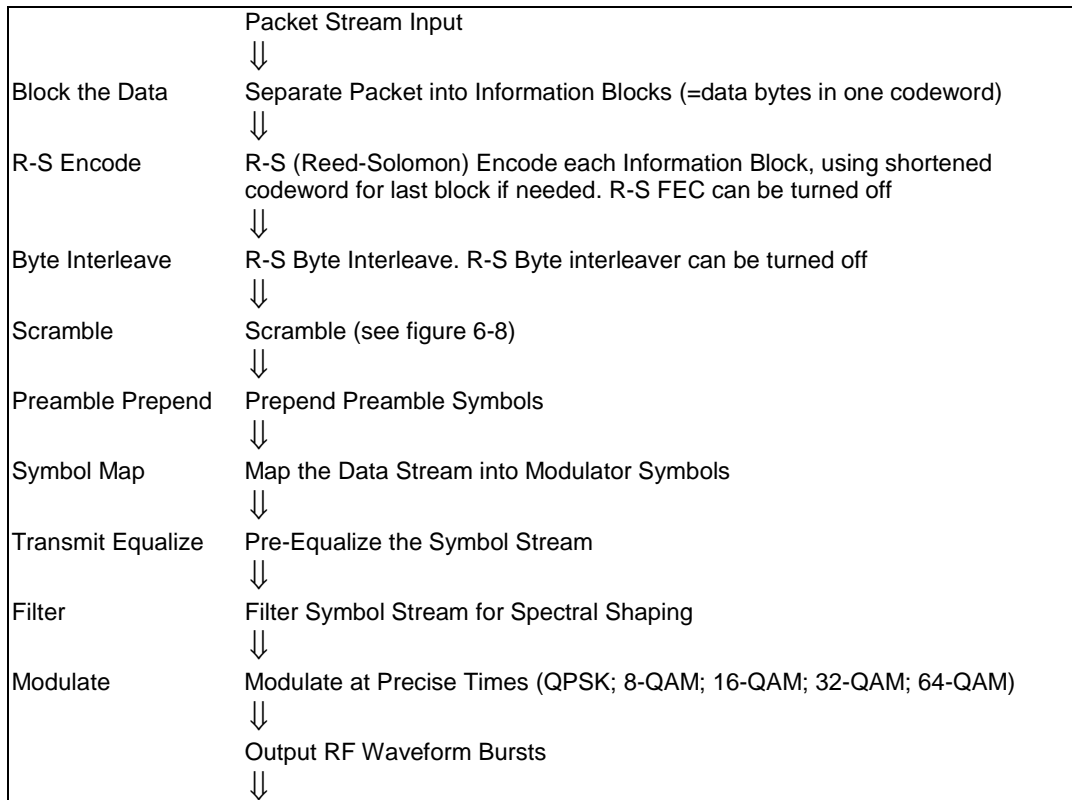 Packet Stream Input
⇓
Block the Data Separate Packet into Information Blocks (=data bytes in one codeword)
⇓
R-S Encode R-S (Reed-Solomon) Encode each Information Block, using shortened
codeword for last block if needed. R-S FEC can be turned off
⇓
Byte Interleave R-S Byte Interleave. R-S Byte interleaver can be turned off
⇓
Scramble Scramble (see figure 6-8)
⇓
Preamble Prepend Prepend Preamble Symbols
⇓
Symbol Map Map the Data Stream into Modulator Symbols
⇓
Transmit Equalize Pre-Equalize the Symbol Stream
⇓
Filter Filter Symbol Stream for Spectral Shaping
⇓
Modulate Modulate at Precise Times (QPSK; 8-QAM; 16-QAM; 32-QAM; 64-QAM)
⇓
Output RF Waveform Bursts
⇓